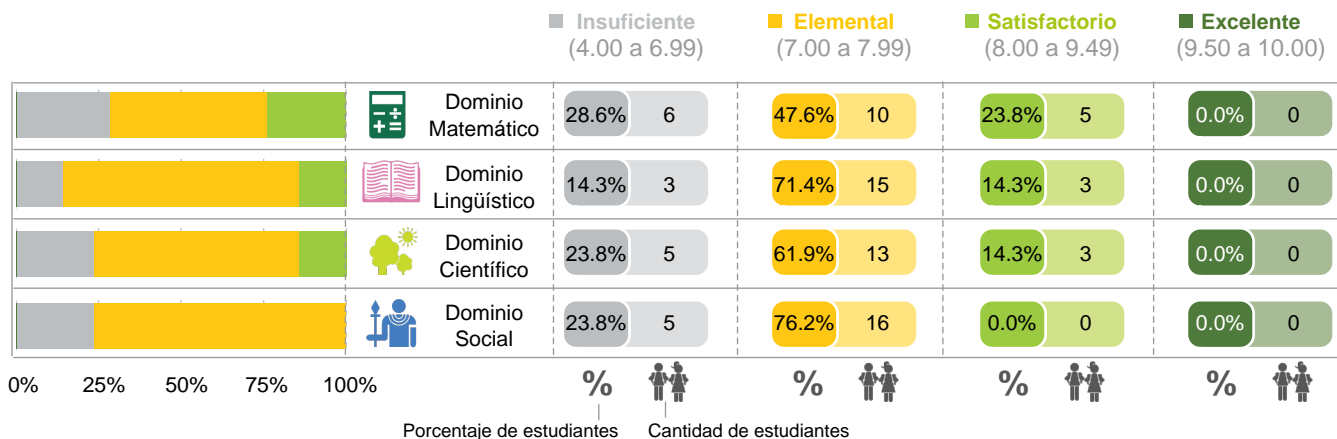 Insuficiente Elemental Satisfactorio Excelente
(4.00 a 6.99) (7.00 a 7.99) (8.00 a 9.49) (9.50 a 10.00)
Dominio
Matemático
28.6% 6 47.6% 10 23.8% 5 0.0% 0
Dominio
Lingüístico
14.3% 3 71.4% 15 14.3% 3 0.0% 0
Dominio
Científico
23.8% 5 61.9% 13 14.3% 3 0.0% 0
Dominio
Social
23.8% 5 76.2% 16 0.0% 0 0.0% 0
0% 25% 50% 75% 100% % % % %
Porcentaje de estudiantes Cantidad de estudiantes